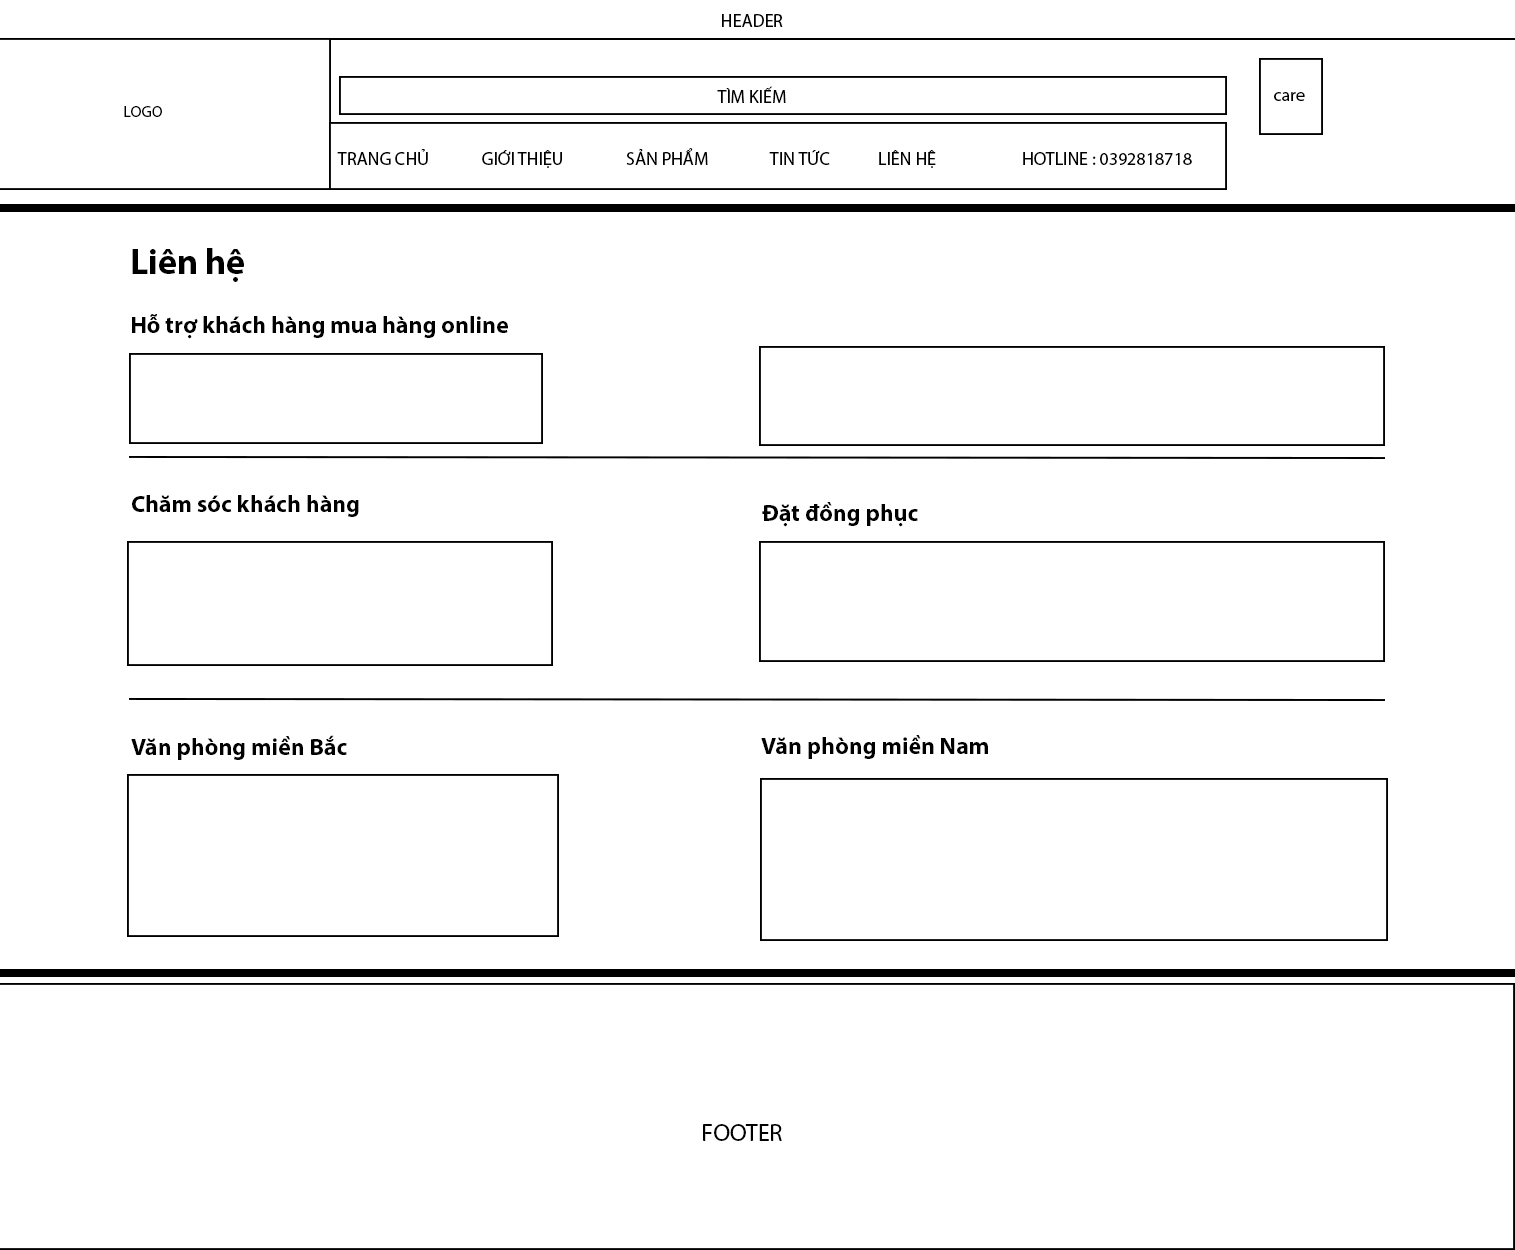 HEADER
LOGO
TÌM KIẾM
care
TRANG CHỦ GIỚI THIỆU SẢN PHẨM TIN TỨC LIÊN HỆ HOTLINE : 0392818718
Liên hệ
Hỗ trợ khách hàng mua hàng online
Chăm sóc khách hàng
Đặt đồng phục
Văn phòng miền Bắc
Văn phòng miền Nam
FOOTER